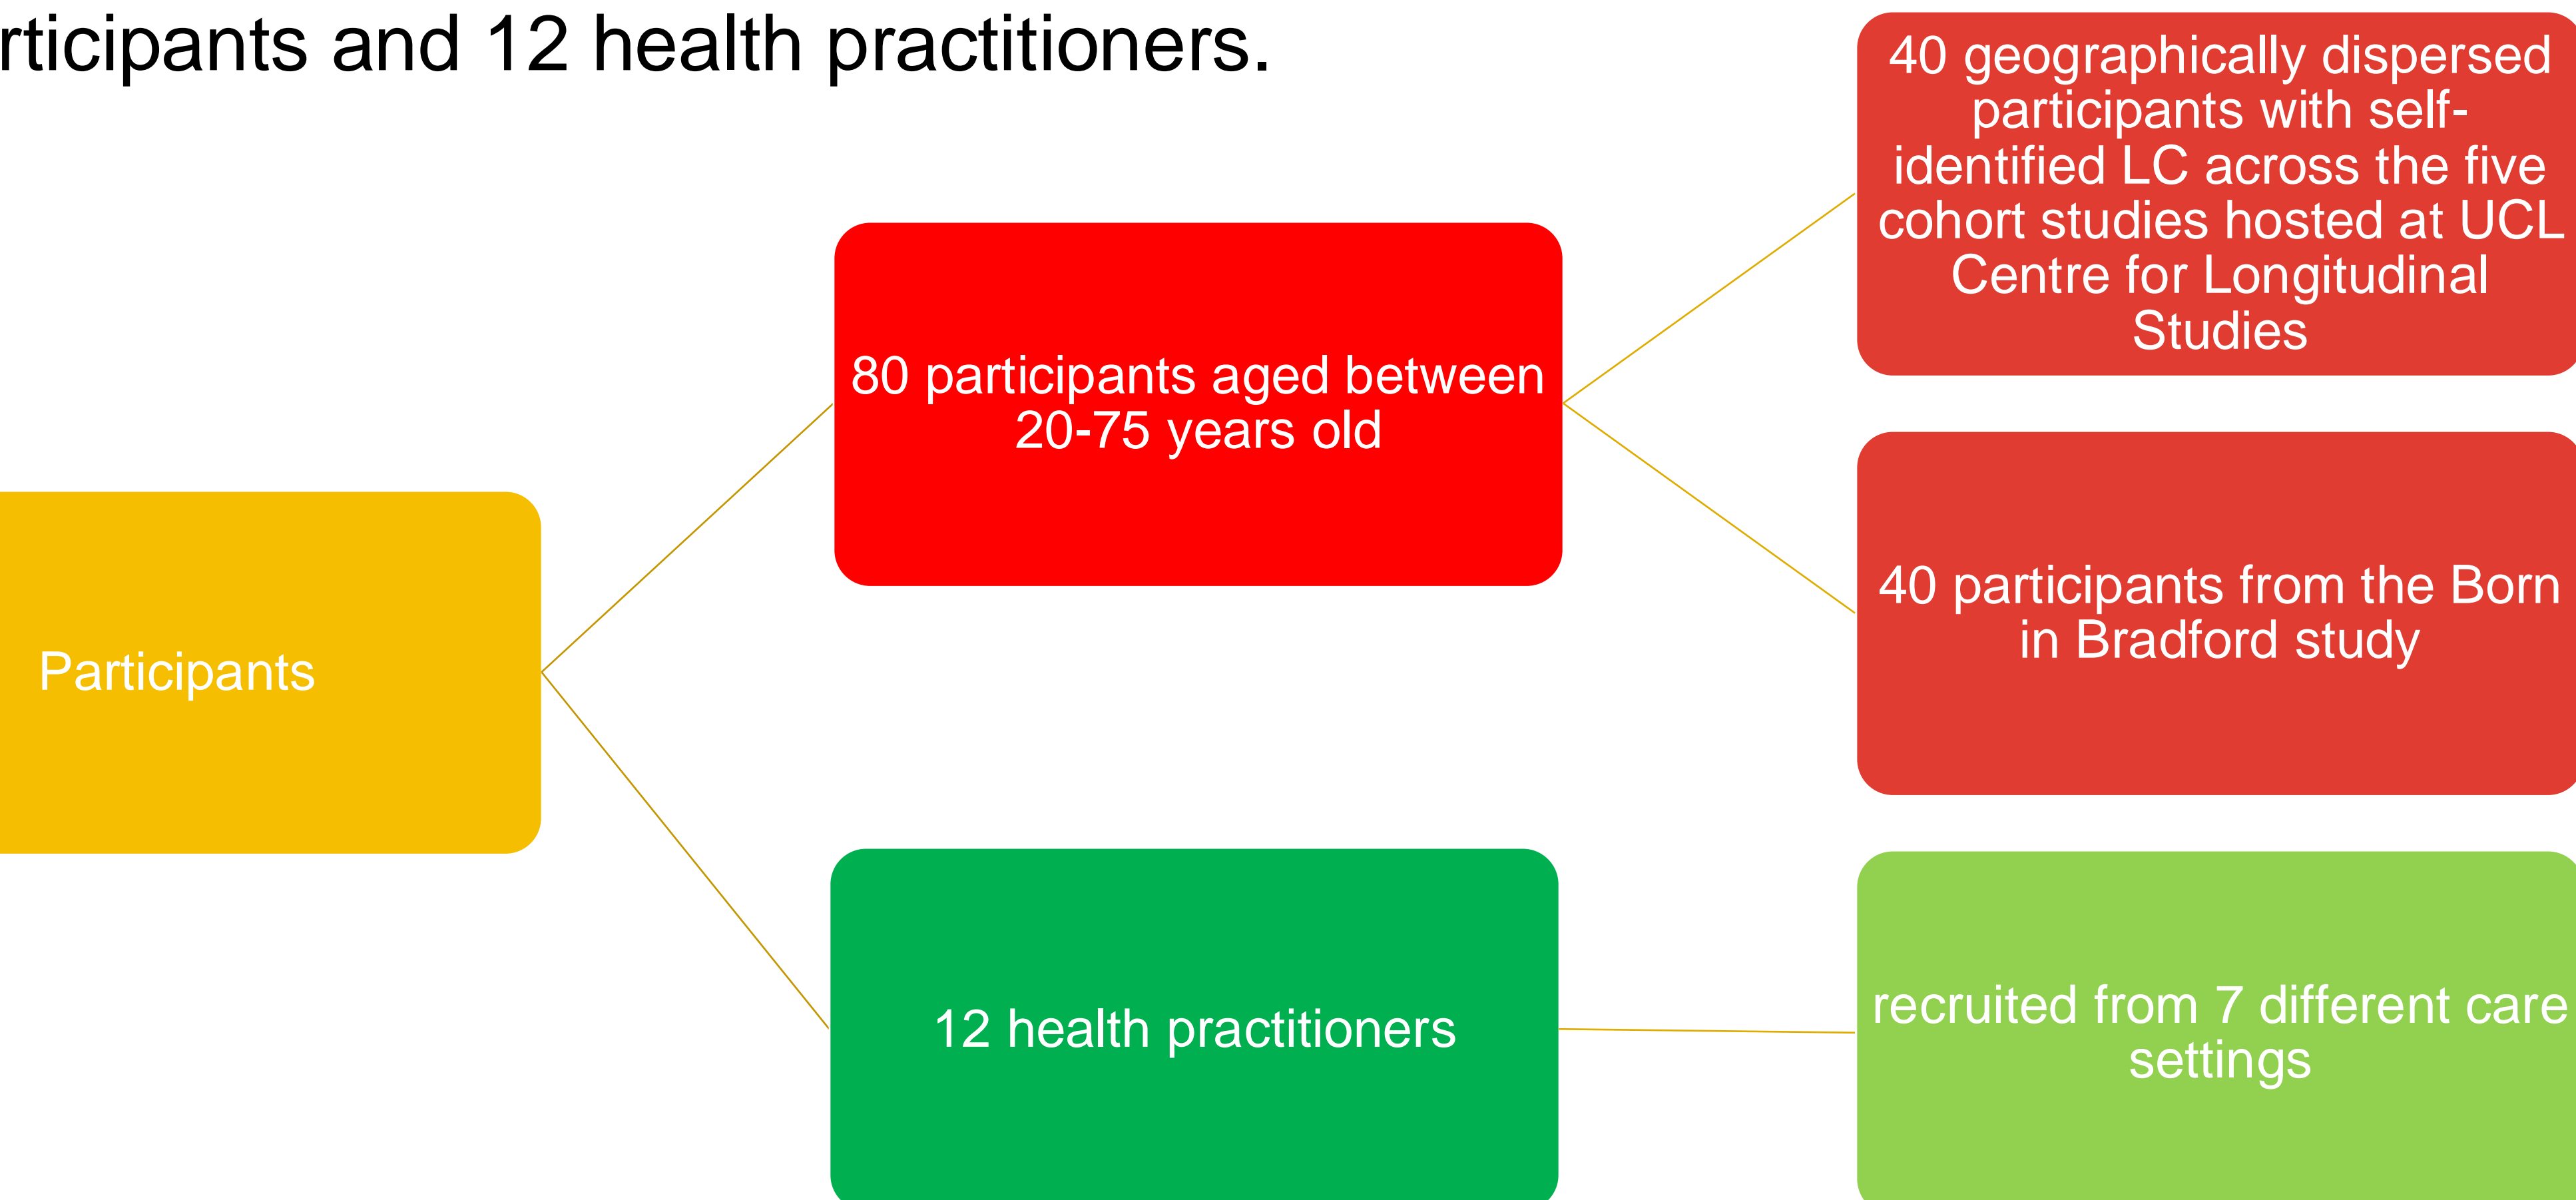 rticipants and 12 health practitioners.
40 geographically dispersed
participants with self-
identified LC across the five
cohort studies hosted at UCL
Centre for Longitudinal
Studies
80 participants aged between
20-75 years old
40 participants from the Born
in Bradford study
Participants
12 health practitioners
recruited from 7 different care
settings